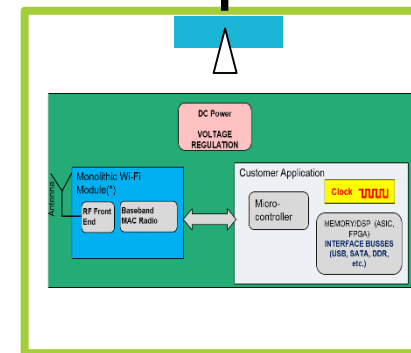 DC Power
VOLTAGE
REGULATION
Antenna
Monolithic Wi-Fi
Module(*)
RF Front
End
Baseband
MAC Radio
Customer Application
Clock
Micro-
controller
MEMORY/DSP (ASIC,
FPGA)
INTERFACE BUSSES
(USB, SATA, DDR,
etc.)